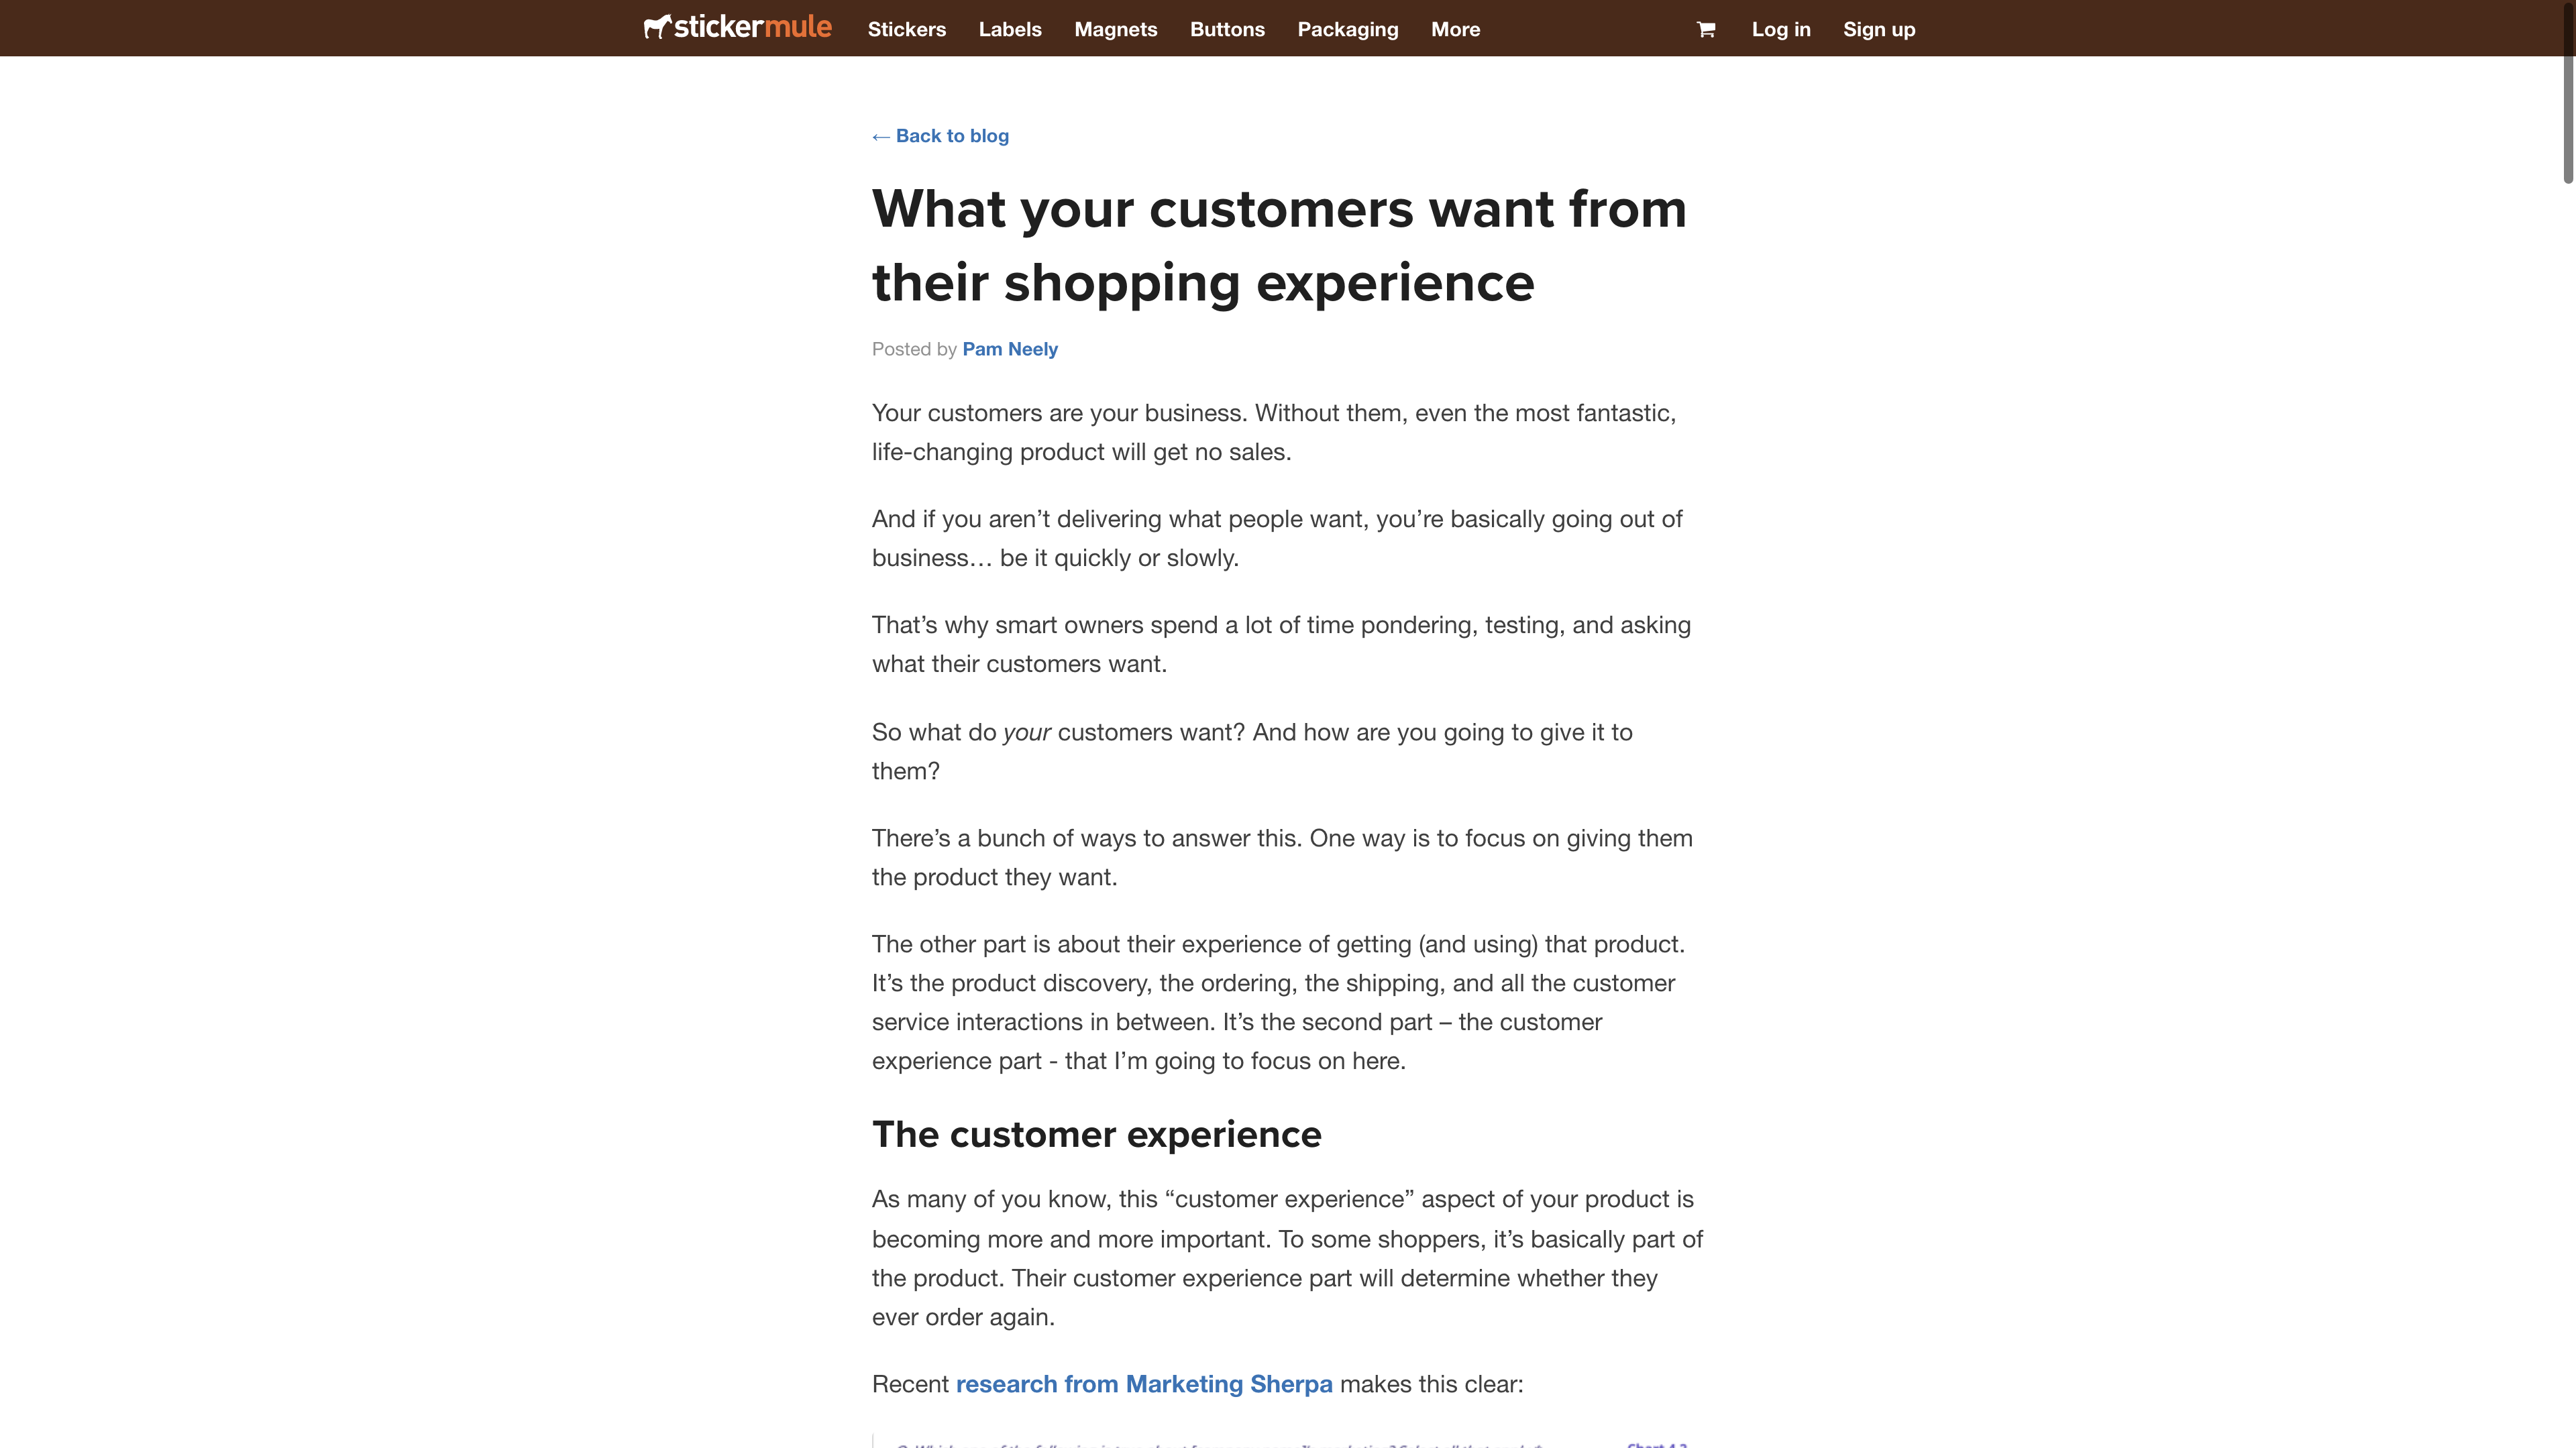 stickermule Stickers Labels Magnets Buttons Packaging More Log in Sign up
← Back to blog
What your customers want from
their shopping experience
Posted by Pam Neely
Your customers are your business. Without them, even the most fantastic,
life-changing product will get no sales.
And if you aren’t delivering what people want, you’re basically going out of
business… be it quickly or slowly.
That’s why smart owners spend a lot of time pondering, testing, and asking
what their customers want.
So what do your customers want? And how are you going to give it to
them?
There’s a bunch of ways to answer this. One way is to focus on giving them
the product they want.
The other part is about their experience of getting (and using) that product.
It’s the product discovery, the ordering, the shipping, and all the customer
service interactions in between. It’s the second part – the customer
experience part - that I’m going to focus on here.
The customer experience
As many of you know, this “customer experience” aspect of your product is
becoming more and more important. To some shoppers, it’s basically part of
the product. Their customer experience part will determine whether they
ever order again.
Recent research from Marketing Sherpa makes this clear: